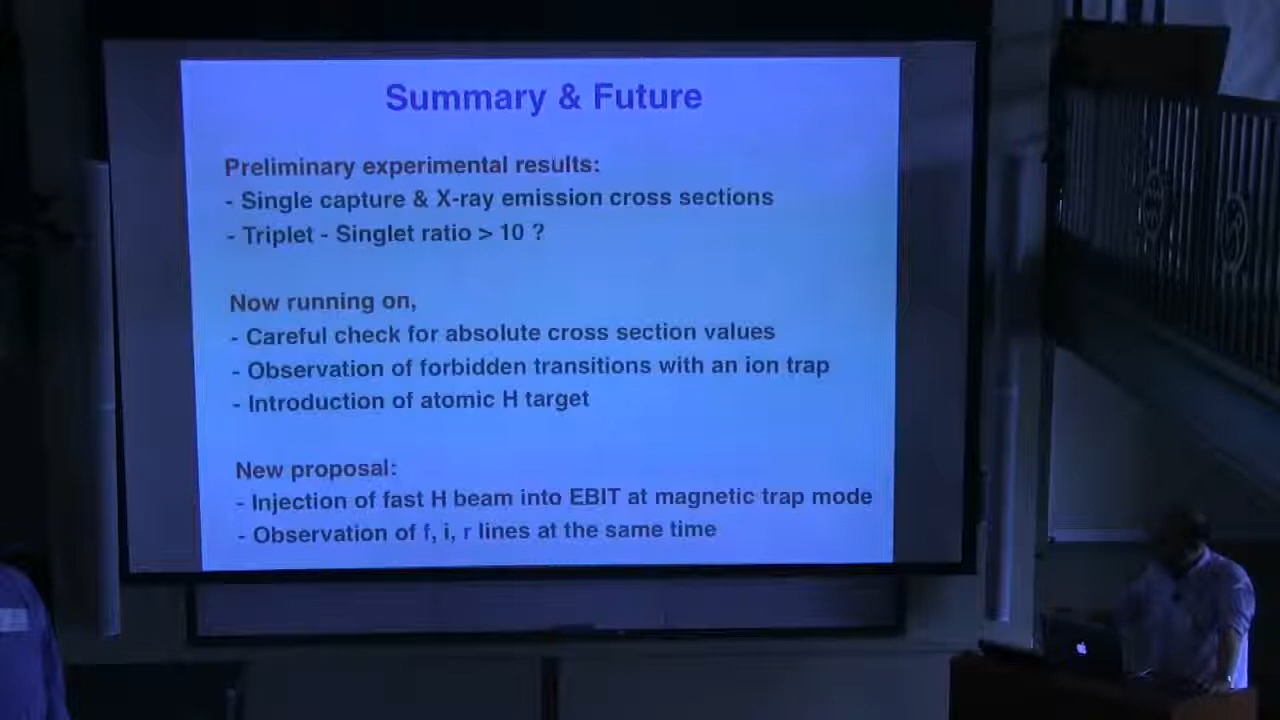 Summary & Future
Preliminary experimental results:
- Single capture & X-ray emission cross sections
- Triplet - Singlet ratio > 10 ?
Now running on,
- Careful check for absolute cross section values
- Observation of forbidden transitions with an ion trap
- Introduction of atomic H target
New proposal:
- Injection of fast H beam into EBIT at magnetic trap mode
- Observation of f, i, r lines at the same time